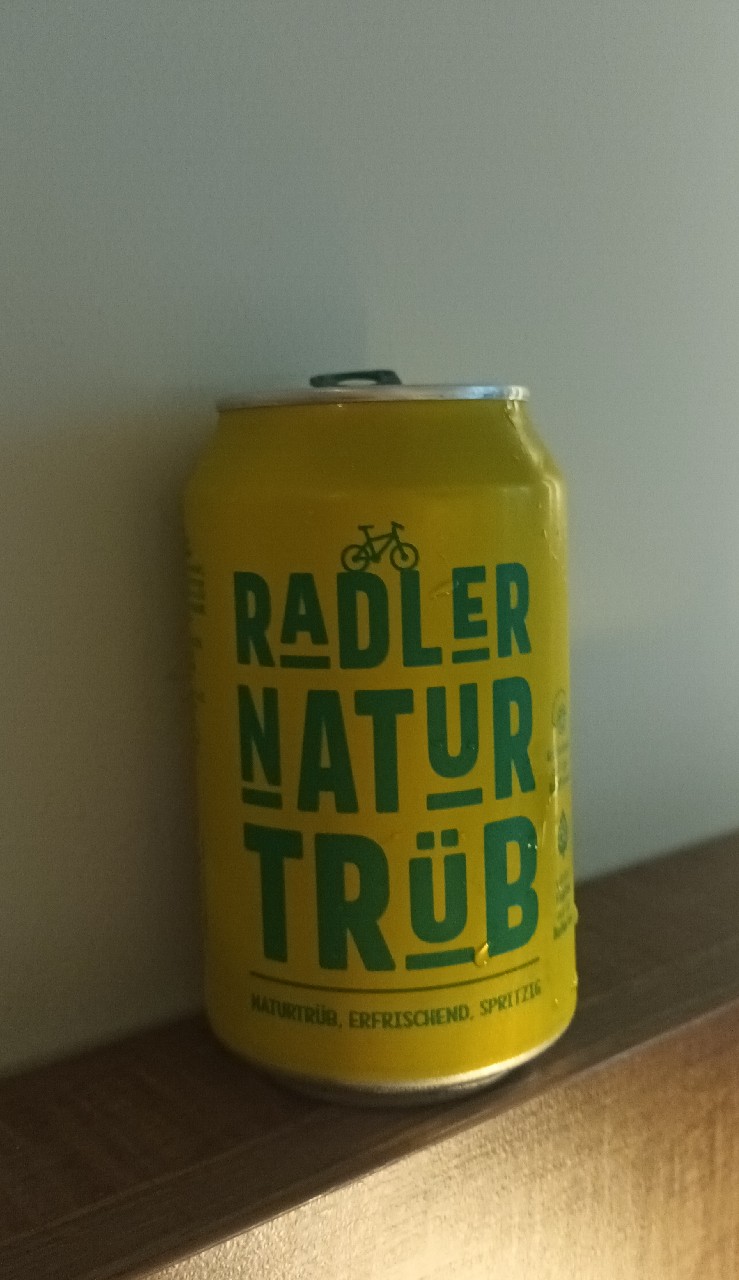 RADLER
NATUR
TRÜB
NATURTRÜB, ERFRISCHEND, SPRITZIG